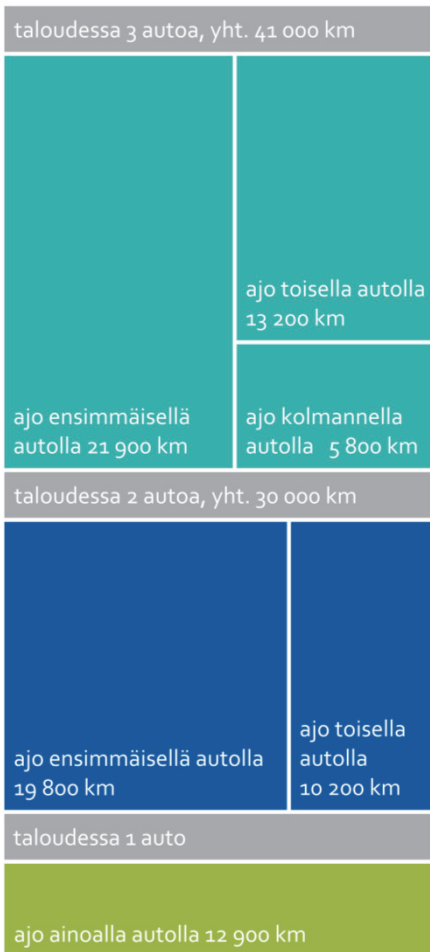 taloudessa 3 autoa, yht. 41 000 km
ajo toisella autolla
13 200 km
ajo ensimmäisellä
autolla 21 900 km
ajo kolmannella
autolla 5 800 km
taloudessa 2 autoa, yht. 30 000 km
ajo ensimmäisellä autolla
19 800 km
ajo toisella
autolla
10 200 km
taloudessa 1 auto
ajo ainoalla autolla 12 900 km